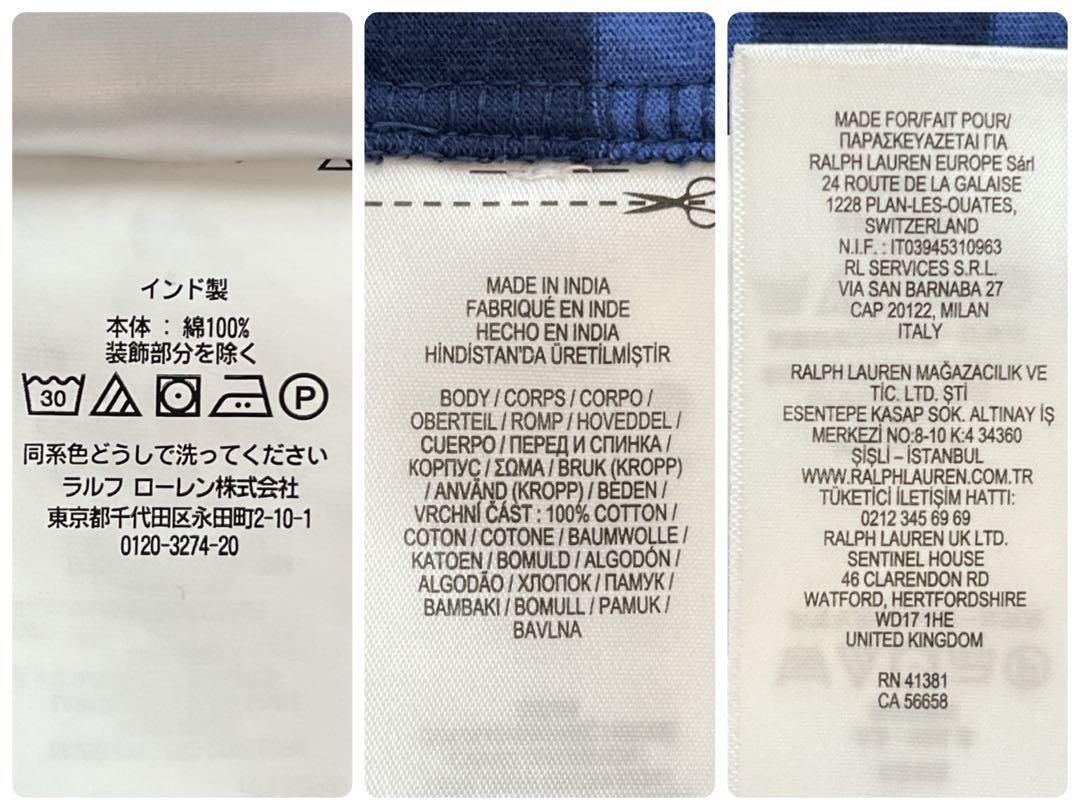 インド製
本体 : 綿100%
装飾部分を除く
30
P
同系色どうしで洗ってください
ラルフ ローレン株式会社
東京都千代田区永田町2-10-1
0120-3274-20
MADE IN INDIA
FABRIQUÉ EN INDE
HECHO EN INDIA
HİNDİSTAN'DA ÜRETİLMİŞTİR
BODY / CORPS / CORPO /
OBERTEIL / ROMP / HOVEDDEL /
CUERPO / ПЕРЕД И СПИНКА /
КОРПУС / ΣΩΜΑ / BRUK (KROPP)
/ ANVÄND (KROPP) / BEDEN /
VRCHNÍ ČÁST : 100% COTTON /
COTON / COTONE / BAUMWOLLE /
KATOEN / BOMULD / ALGODÓN /
ALGODÃO / ХЛОПОК / ПАМУК /
BAMBAKI / BOMULL / PAMUK /
BAVLNA
MADE FOR/FAIT POUR/
ΠΑΡΑΣΚΕΥΑΖΕΤΑΙ ΓΙΑ
RALPH LAUREN EUROPE Sárl
24 ROUTE DE LA GALAISE
1228 PLAN-LES-OUATES,
SWITZERLAND
N.I.F. : IT03945310963
RL SERVICES S.R.L.
VIA SAN BARNABA 27
CAP 20122, MILAN
ITALY
RALPH LAUREN MAĞAZACILIK VE
TİC. LTD. ŞTİ
ESENTEPE KASAP SOK. ALTINAY İŞ
MERKEZİ NO:8-10 K:4 34360
ŞİŞLİ – İSTANBUL
WWW.RALPHLAUREN.COM.TR
TÜKETİCİ İLETİŞİM HATTI:
0212 345 69 69
RALPH LAUREN UK LTD.
SENTINEL HOUSE
46 CLARENDON RD
WATFORD, HERTFORDSHIRE
WD17 1HE
UNITED KINGDOM
RN 41381
CA 56658